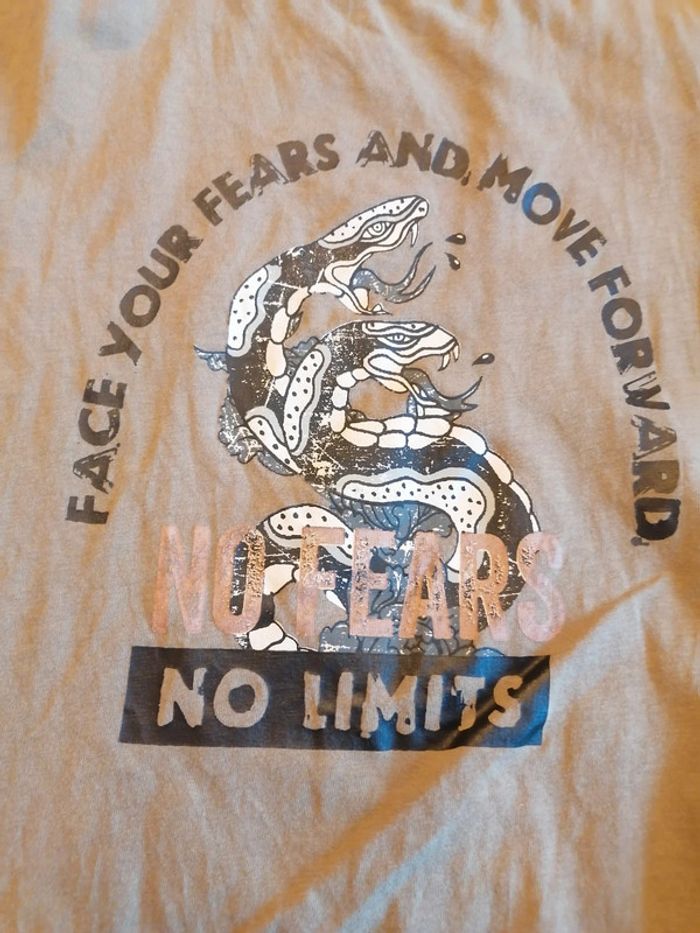 FACE YOUR FEARS AND, MOVE FORWARD.
NO FEARS
NO LIMITS